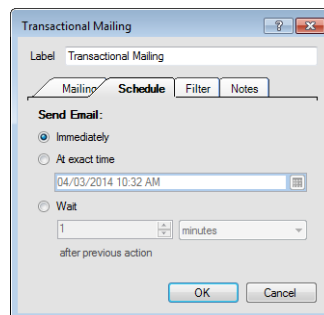 Transactional Mailing
Label Transactional Mailing
Mailing Schedule Filter Notes
Send Email:
Immediately
At exact time
04/03/2014 10:32 AM
Wait
1 minutes
after previous action
OK Cancel